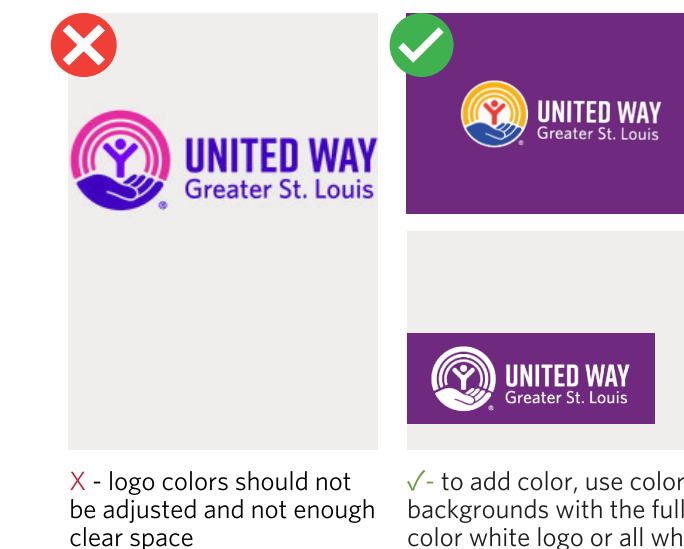 UNITED WAY
Greater St. Louis
®
UNITED WAY
Greater St. Louis
®
UNITED WAY
Greater St. Louis
®
X - logo colors should not
be adjusted and not enough
clear space
✓- to add color, use color
backgrounds with the full
color white logo or all wh